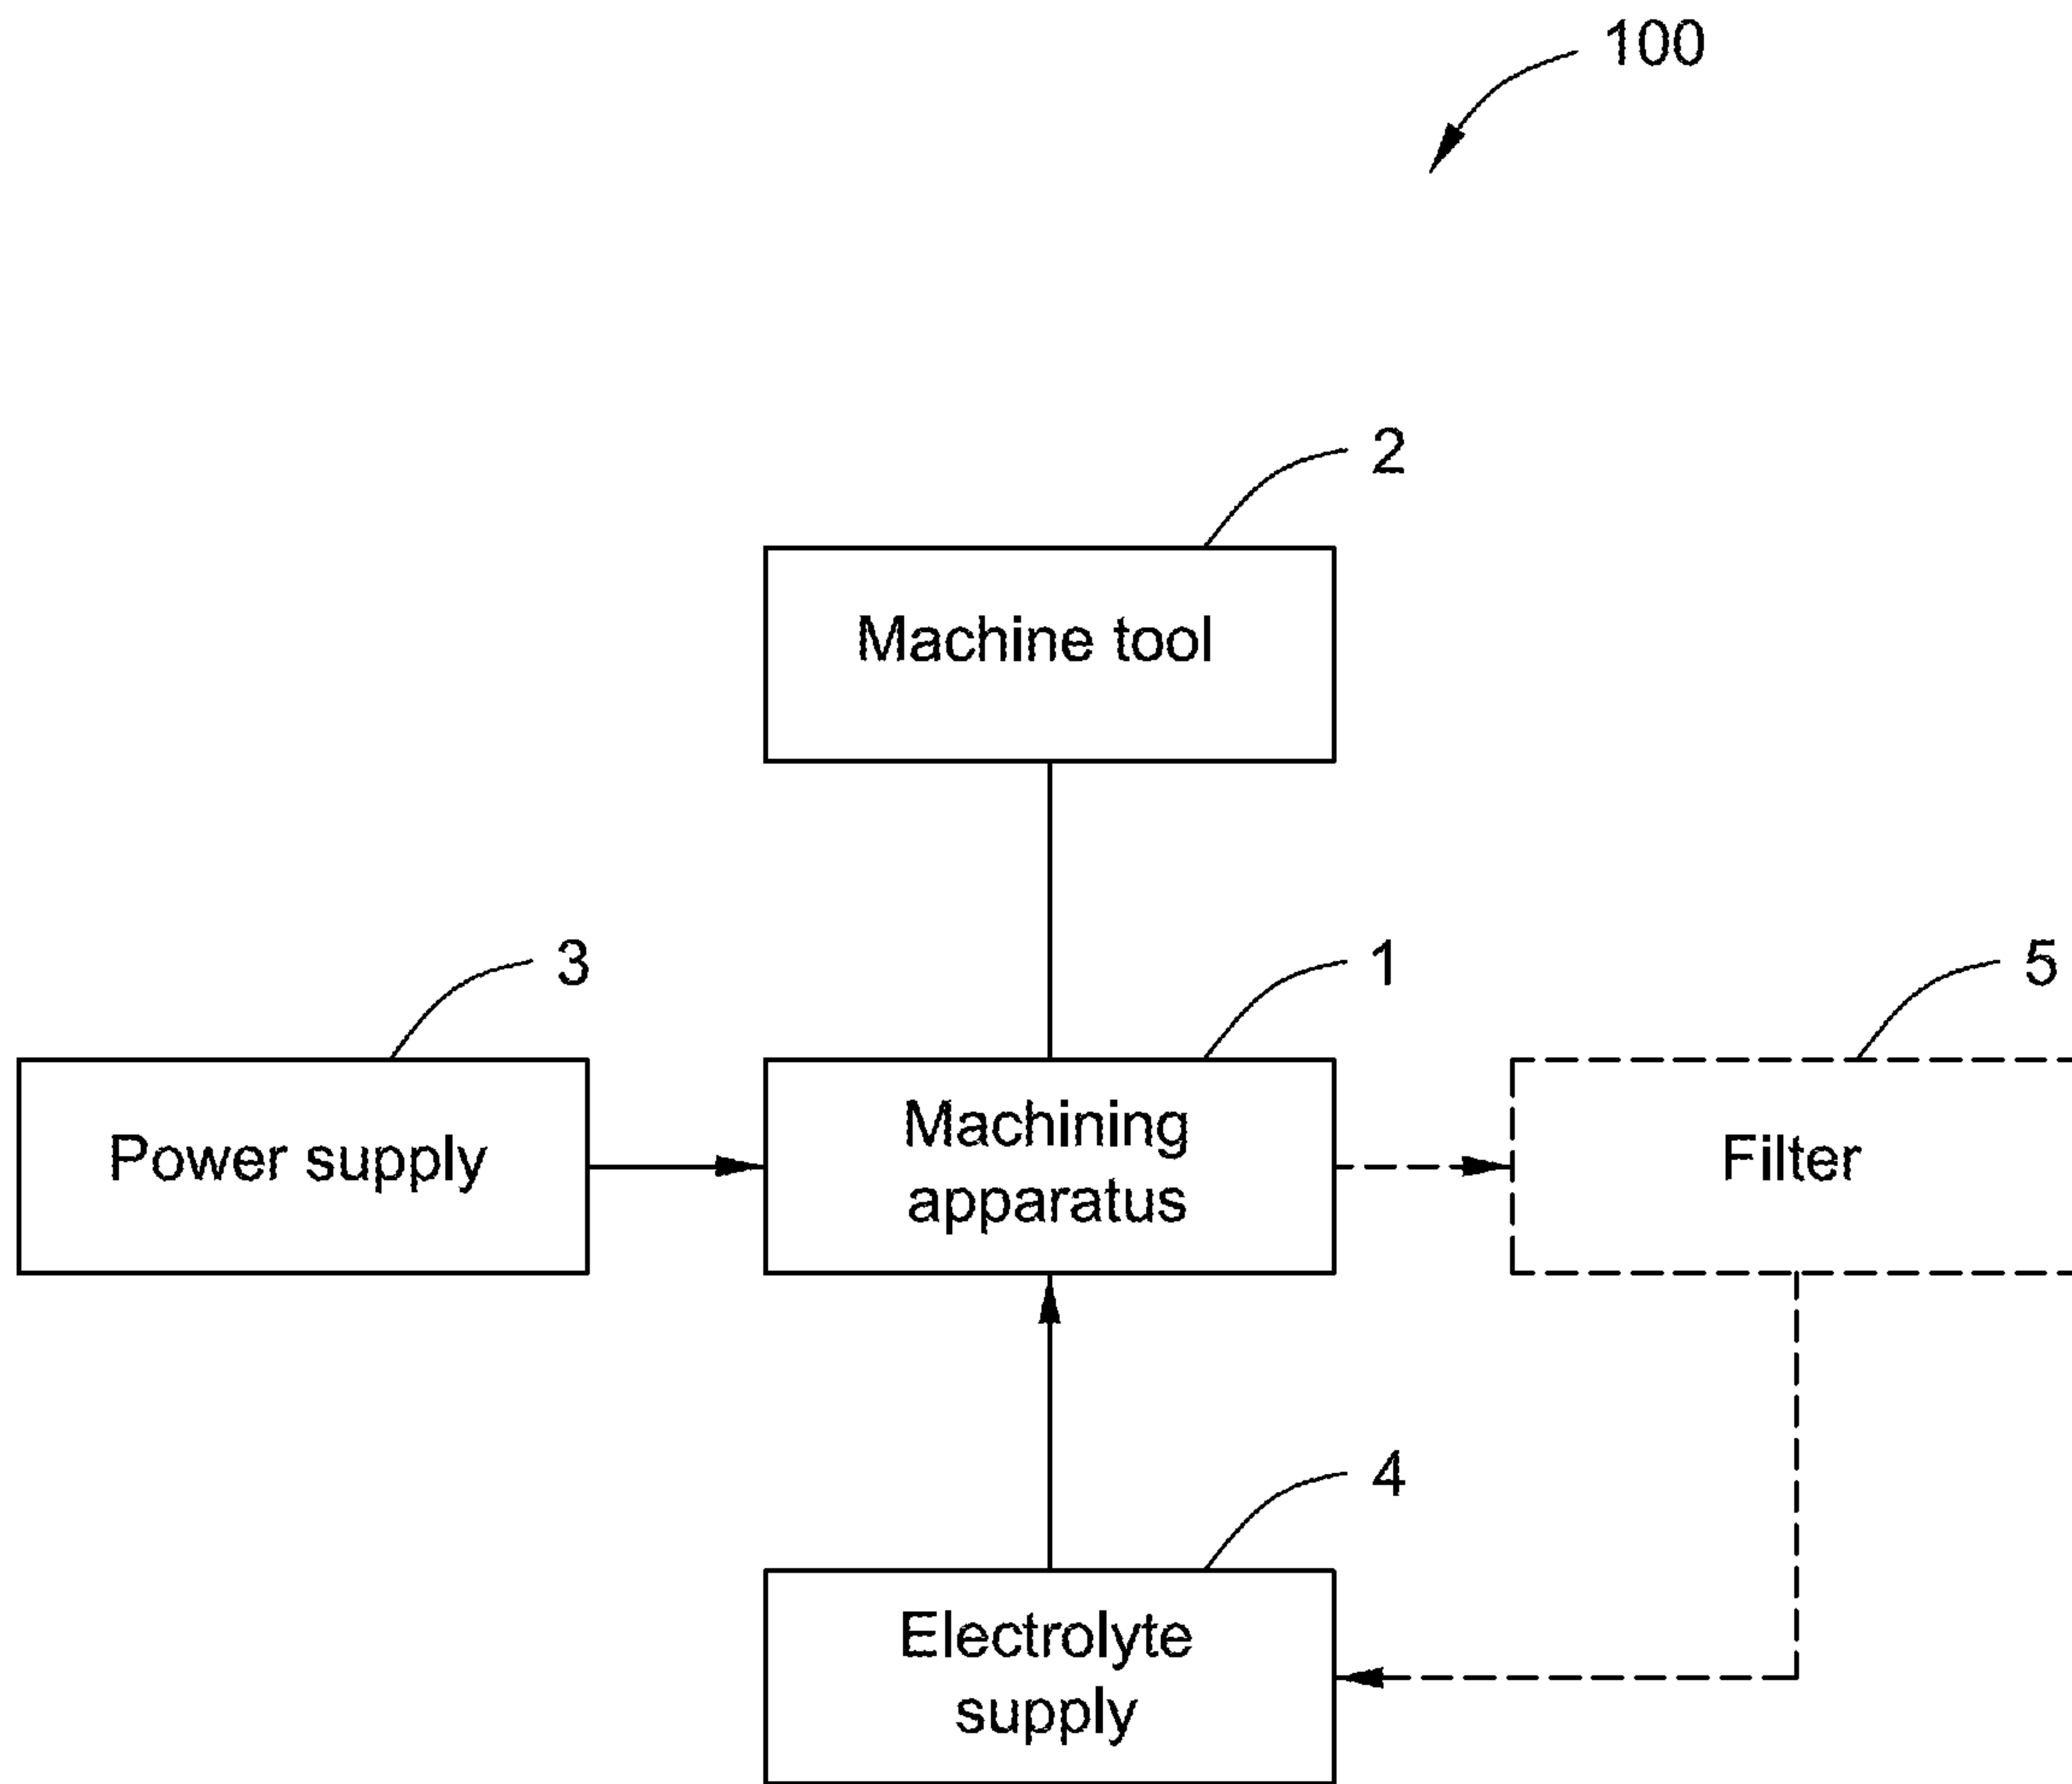 100
2
Machine tool
3
1
5
Power supply
Machining
apparatus
Filter
4
Electrolyte
supply